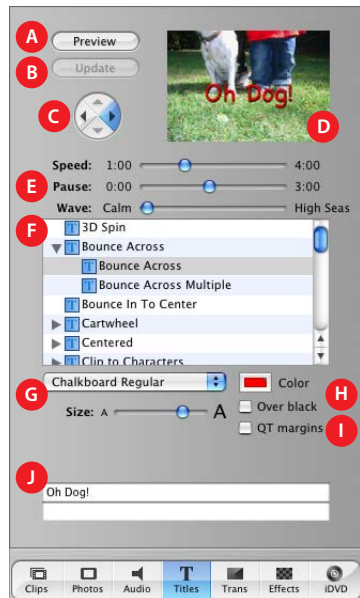 A Preview
B Update
C
Oh Dog!
D
Speed: 1:00 4:00
E Pause: 0:00 3:00
Wave: Calm High Seas
F T 3D Spin
T Bounce Across
T Bounce Across
T Bounce Across Multiple
T Bounce In To Center
T Cartwheel
T Centered
T Clip to Characters
G Chalkboard Regular Color H
Size: A A Over black
QT margins I
J
Oh Dog!
T
Clips Photos Audio Titles Trans Effects iDVD